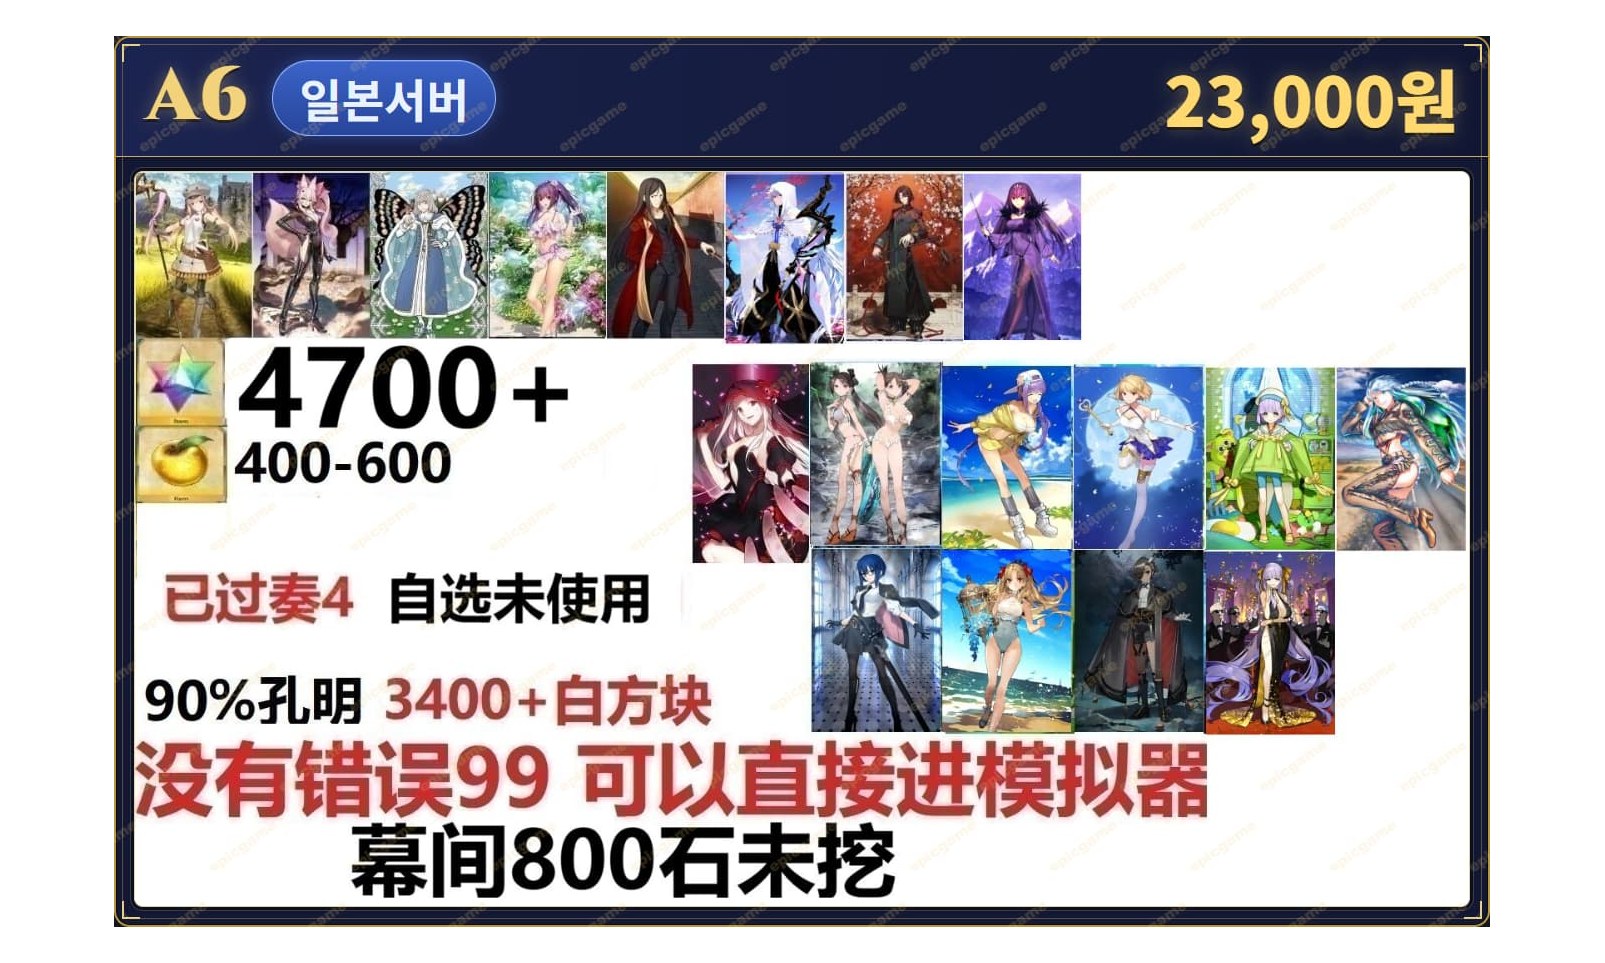 A6 일본서버 23,000원
4700+
400-600
已过奏4 自选未使用
90%孔明 3400+白方块
没有错误99 可以直接进模拟器
幕间800石未挖
epicgame